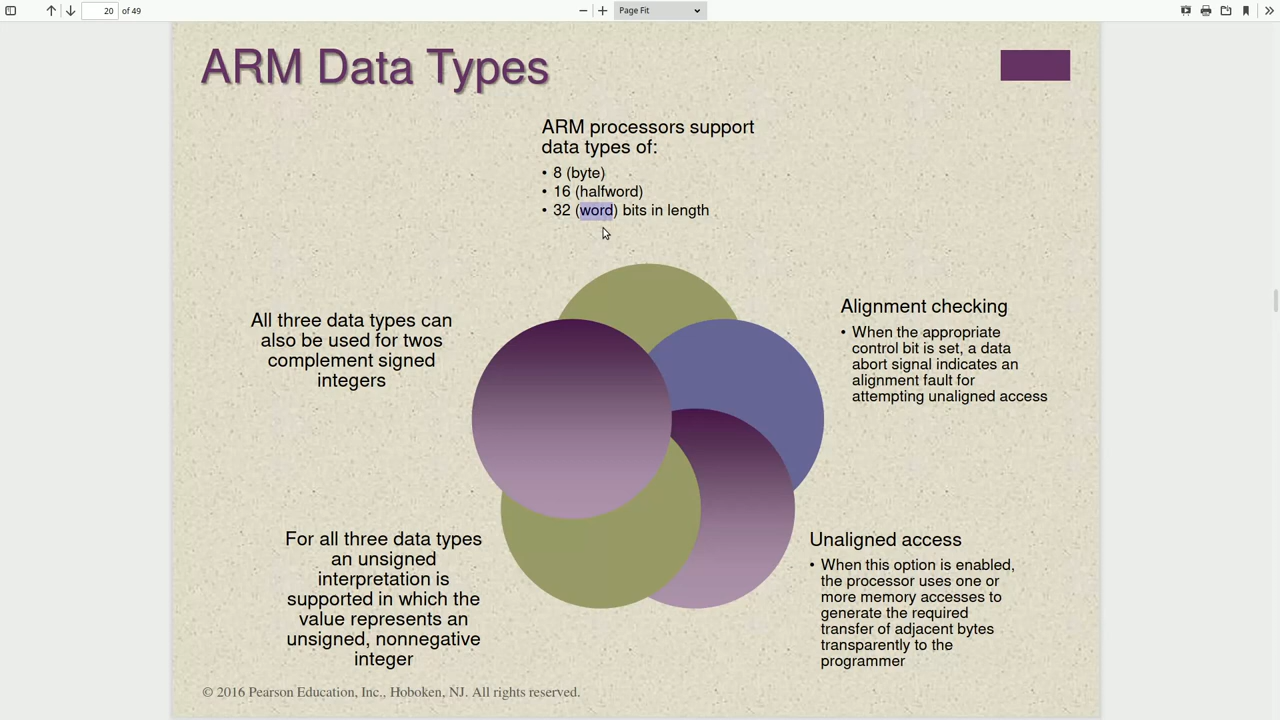 20 of 49
Page Fit
ARM Data Types
ARM processors support
data types of:
• 8 (byte)
• 16 (halfword)
• 32 (word) bits in length
All three data types can
also be used for twos
complement signed
integers
Alignment checking
• When the appropriate
control bit is set, a data
abort signal indicates an
alignment fault for
attempting unaligned access
For all three data types
an unsigned
interpretation is
supported in which the
value represents an
unsigned, nonnegative
integer
Unaligned access
• When this option is enabled,
the processor uses one or
more memory accesses to
generate the required
transfer of adjacent bytes
transparently to the
programmer
© 2016 Pearson Education, Inc., Hoboken, NJ. All rights reserved.